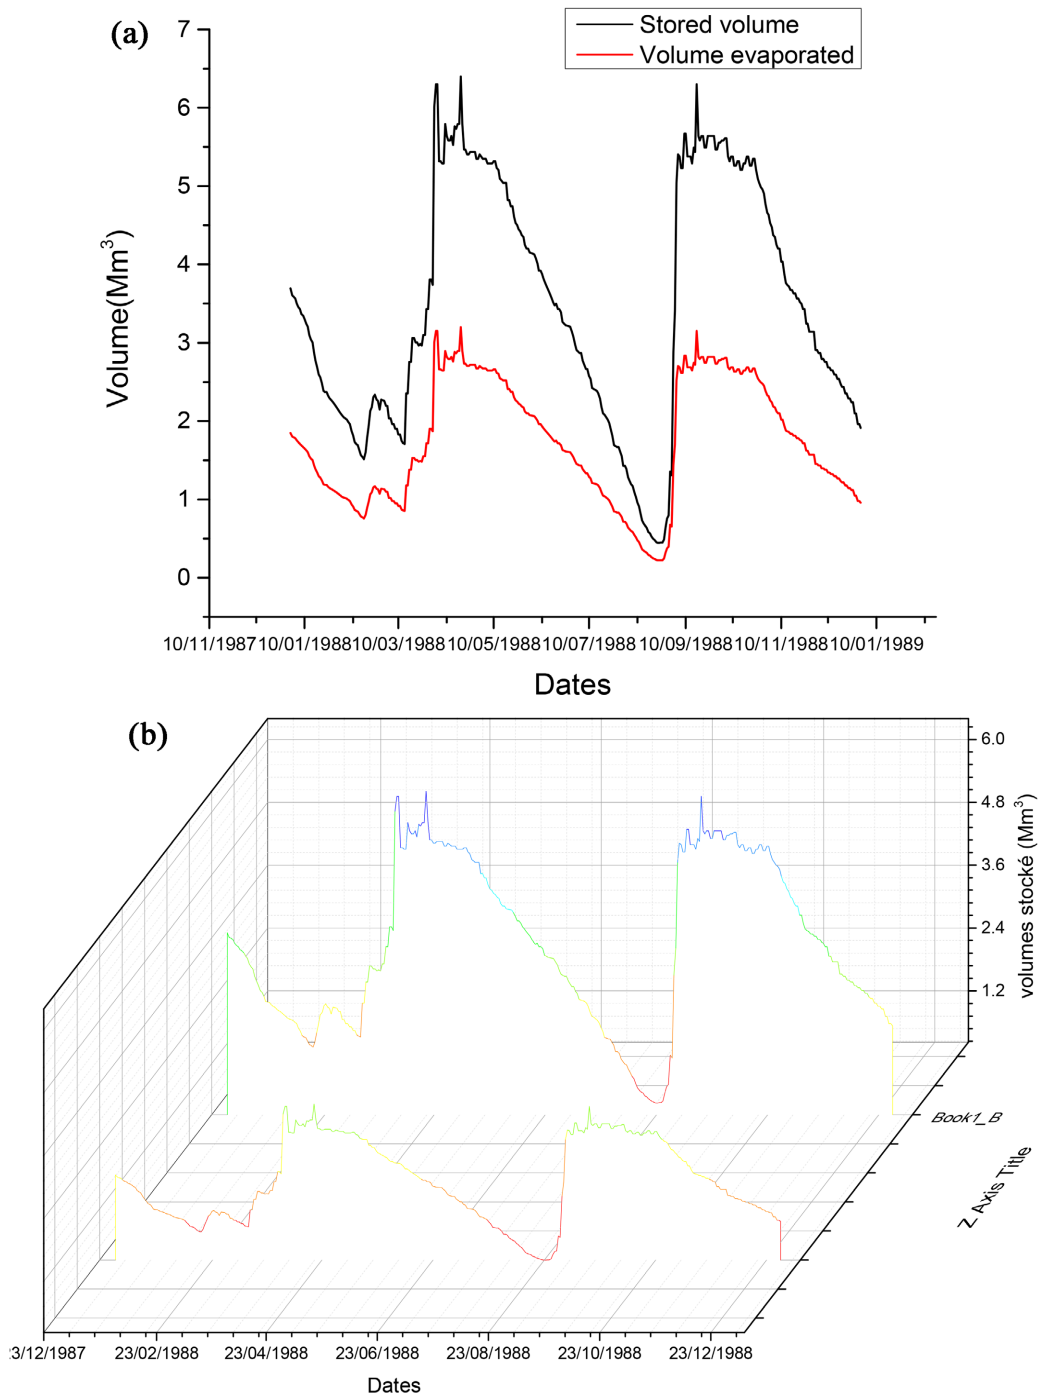 (a)
Stored volume
Volume evaporated
7
6
5
4
3
2
1
0
Volume(Mm³)
10/11/1987 10/01/1988 10/03/1988 10/05/1988 10/07/1988 10/09/1988 10/11/1988 10/01/1989
Dates
(b)
6.0
4.8
3.6
2.4
1.2
volumes stocké (Mm³)
Book1_B
Z Axis Title
3/12/1987 23/02/1988 23/04/1988 23/06/1988 23/08/1988 23/10/1988 23/12/1988
Dates